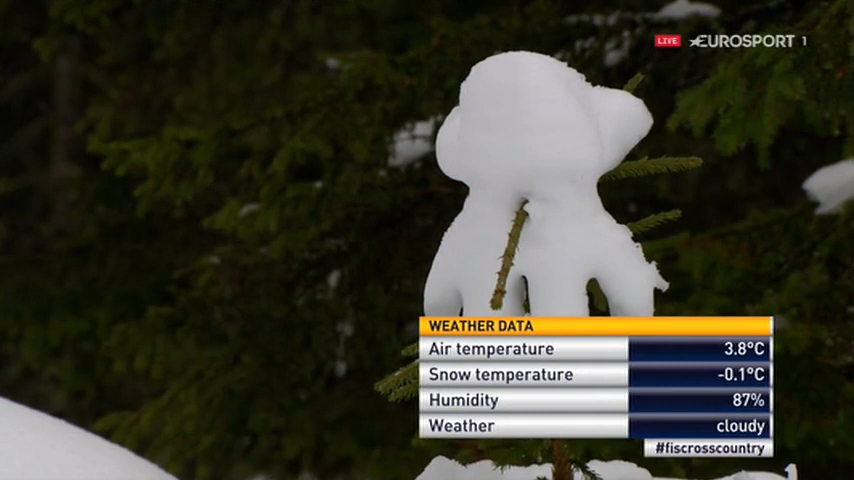 LIVE EUROSPORT 1
WEATHER DATA
Air temperature 3.8°C
Snow temperature -0.1°C
Humidity 87%
Weather cloudy
#fiscrosscountry